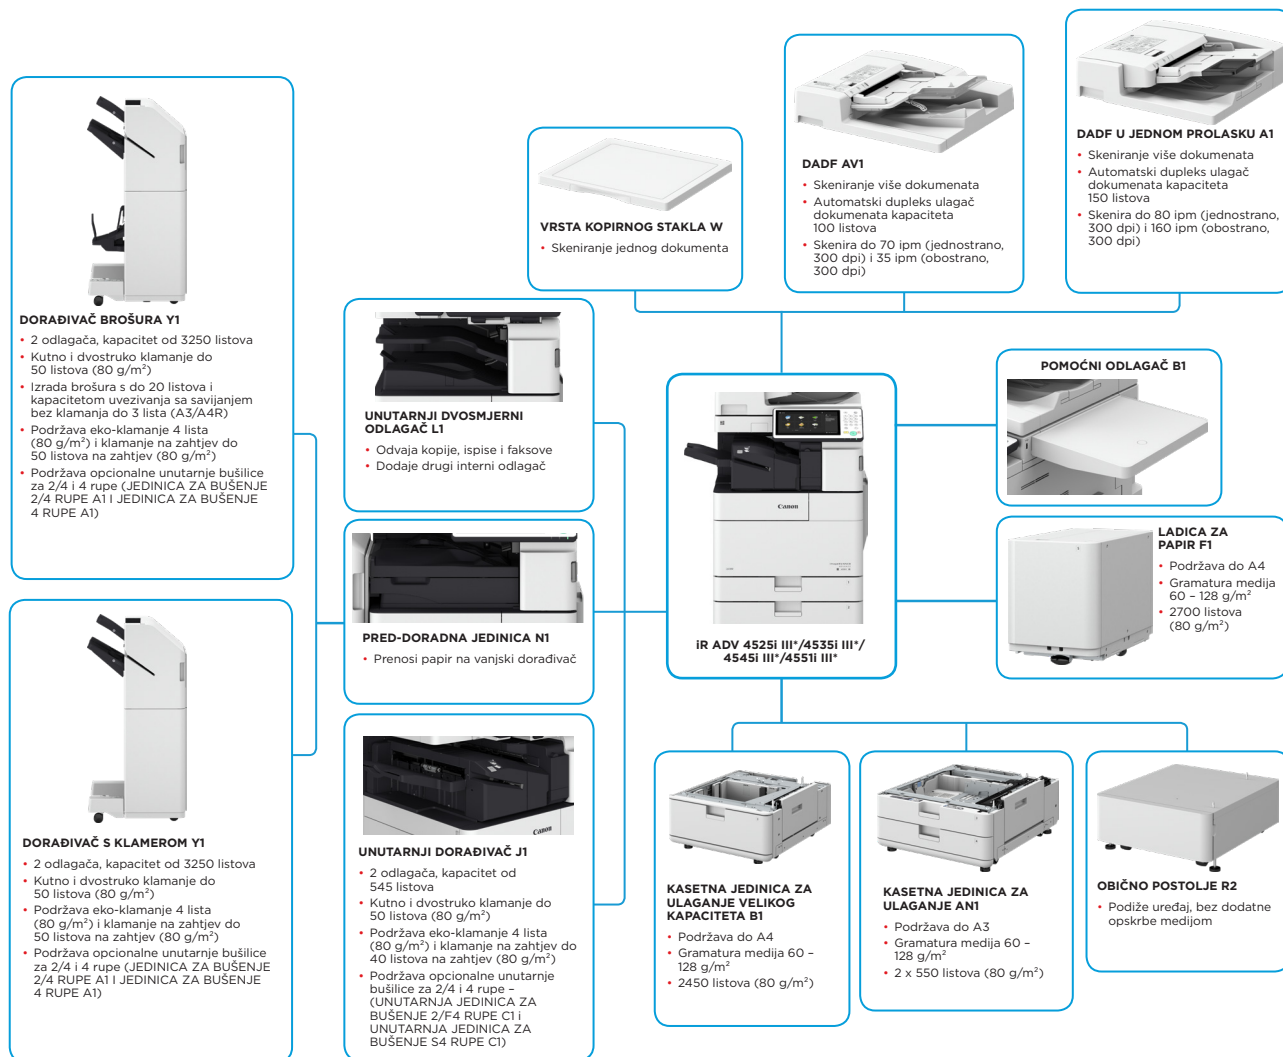 DADF U JEDNOM PROLASKU A1
• Skeniranje više dokumenata
• Automatski dupleks ulagač
dokumenata kapaciteta
150 listova
• Skenira do 80 ipm (jednostrano,
300 dpi) i 160 ipm (obostrano,
300 dpi)
DADF AV1
• Skeniranje više dokumenata
• Automatski dupleks ulagač
dokumenata kapaciteta
100 listova
• Skenira do 70 ipm (jednostrano,
300 dpi) i 35 ipm (obostrano,
300 dpi)
VRSTA KOPIRNOG STAKLA W
• Skeniranje jednog dokumenta
DORAĐIVAČ BROŠURA Y1
• 2 odlagača, kapacitet od 3250 listova
• Kutno i dvostruko klamanje do
50 listova (80 g/m²)
• Izrada brošura s do 20 listova i
kapacitetom uvezivanja sa savijanjem
bez klamanja do 3 lista (A3/A4R)
• Podržava eko-klamanje 4 lista
(80 g/m²) i klamanje na zahtjev do
50 listova na zahtjev (80 g/m²)
• Podržava opcionalne unutarnje bušilice
za 2/4 i 4 rupe (JEDINICA ZA BUŠENJE
2/4 RUPE A1 I JEDINICA ZA BUŠENJE
4 RUPE A1)
UNUTARNJI DVOSMJERNI
ODLAGAČ L1
• Odvaja kopije, ispise i faksove
• Dodaje drugi interni odlagač
PRED-DORADNA JEDINICA N1
• Prenosi papir na vanjski dorađivač
Canon
iR ADV 4525i III*/4535i III*/
4545i III*/4551i III*
POMOĆNI ODLAGAČ B1
LADICA ZA
PAPIR F1
• Podržava do A4
• Gramatura medija
60 – 128 g/m²
• 2700 listova
(80 g/m²)
DORAĐIVAČ S KLAMEROM Y1
• 2 odlagača, kapacitet od 3250 listova
• Kutno i dvostruko klamanje do
50 listova (80 g/m²)
• Podržava eko-klamanje 4 lista
(80 g/m²) i klamanje na zahtjev do
50 listova na zahtjev (80 g/m²)
• Podržava opcionalne unutarnje bušilice
za 2/4 i 4 rupe (JEDINICA ZA BUŠENJE
2/4 RUPE A1 I JEDINICA ZA BUŠENJE
4 RUPE A1)
Canon
UNUTARNJI DORAĐIVAČ J1
• 2 odlagača, kapacitet od
545 listova
• Kutno i dvostruko klamanje do
50 listova (80 g/m²)
• Podržava eko-klamanje 4 lista
(80 g/m²) i klamanje na zahtjev do
40 listova na zahtjev (80 g/m²)
• Podržava opcionalne unutarnje
bušilice za 2/4 i 4 rupe –
(UNUTARNJA JEDINICA ZA
BUŠENJE 2/F4 RUPE C1 i
UNUTARNJA JEDINICA ZA
BUŠENJE S4 RUPE C1)
KASETNA JEDINICA ZA
ULAGANJE VELIKOG
KAPACITETA B1
• Podržava do A4
• Gramatura medija 60 –
128 g/m²
• 2450 listova (80 g/m²)
KASETNA JEDINICA ZA
ULAGANJE AN1
• Podržava do A3
• Gramatura medija 60 –
128 g/m²
• 2 x 550 listova (80 g/m²)
OBIČNO POSTOLJE R2
• Podiže uređaj, bez dodatne
opskrbe medijom